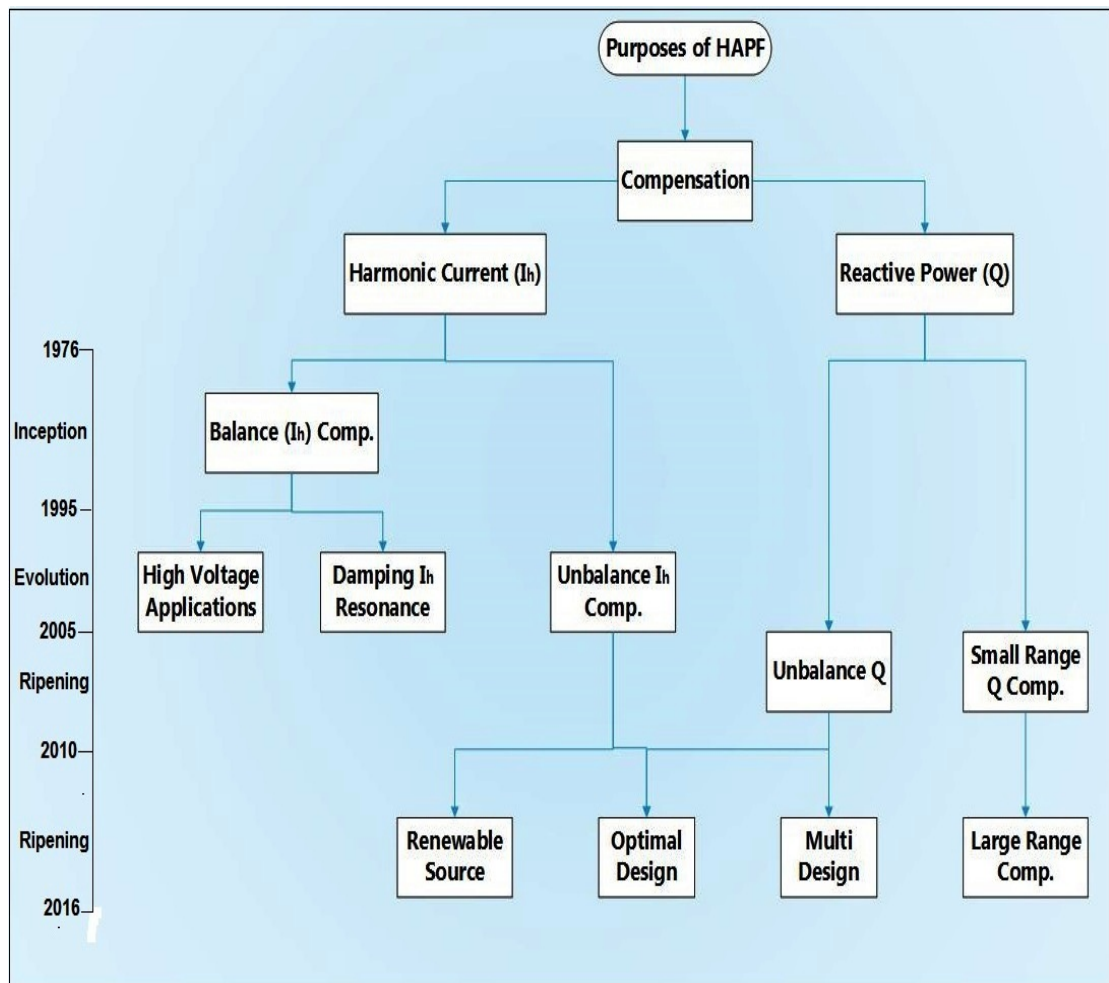 Purposes of HAPF
Compensation
Harmonic Current (Ih)
Reactive Power (Q)
1976
Inception
Balance (Ih) Comp.
1995
Evolution
High Voltage
Applications
Damping Ih
Resonance
Unbalance Ih
Comp.
2005
Ripening
Unbalance Q
Small Range
Q Comp.
2010
Ripening
Renewable
Source
Optimal
Design
Multi
Design
Large Range
Comp.
2016